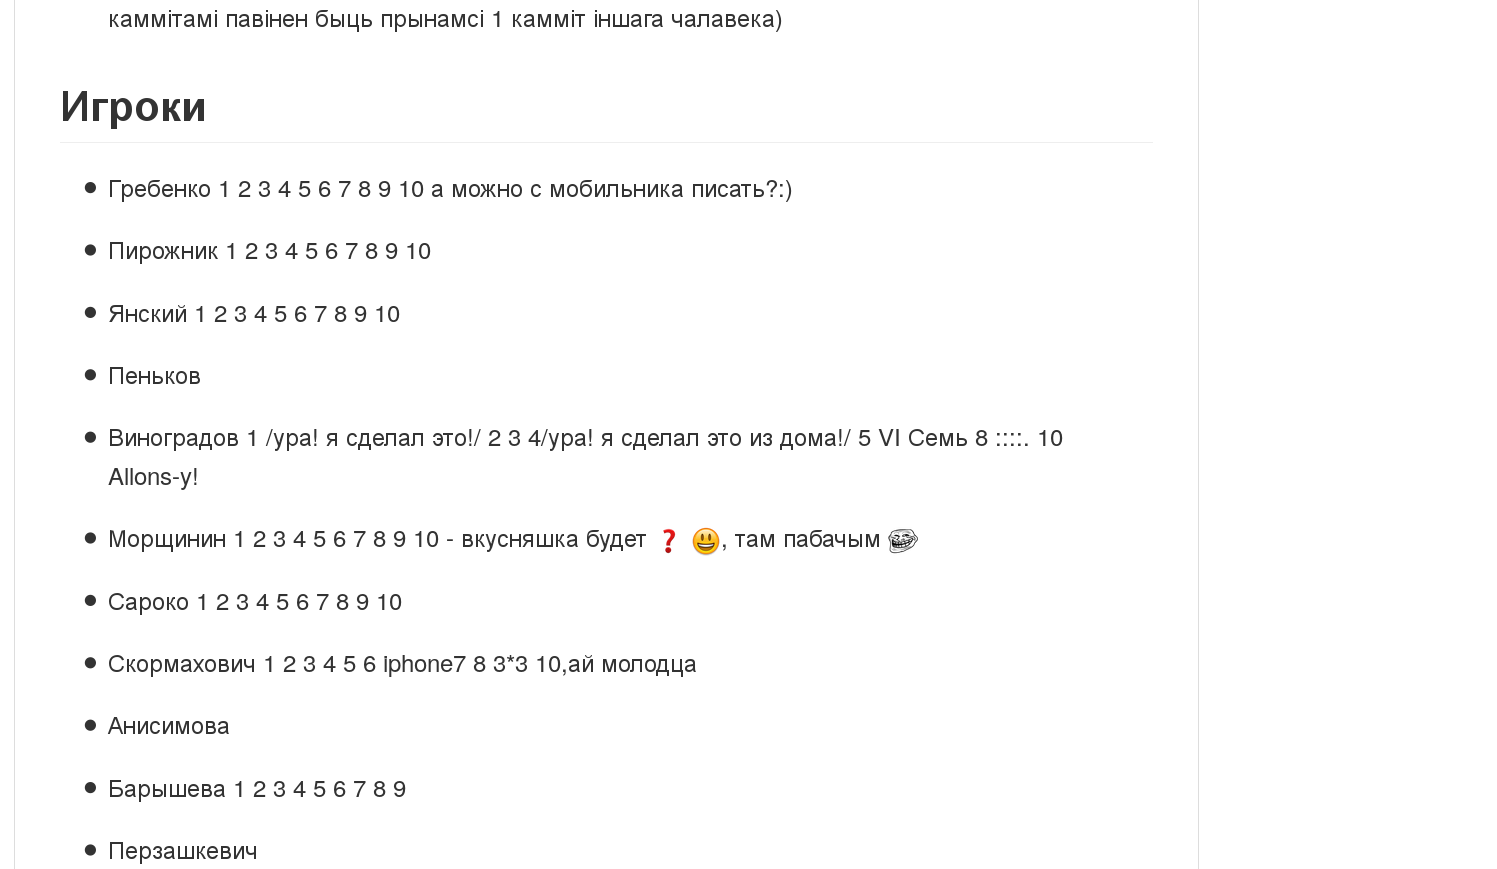 каммітамі павінен быць прынамсі 1 камміт іншага чалавека)
Игроки
Гребенко 1 2 3 4 5 6 7 8 9 10 а можно с мобильника писать?:)
Пирожник 1 2 3 4 5 6 7 8 9 10
Янский 1 2 3 4 5 6 7 8 9 10
Пеньков
Виноградов 1 /ура! я сделал это!/ 2 3 4/ура! я сделал это из дома!/ 5 VI Семь 8 ::::. 10
Allons-y!
Морщинин 1 2 3 4 5 6 7 8 9 10 - вкусняшка будет ❓ 😃, там пабачым
Сароко 1 2 3 4 5 6 7 8 9 10
Скормахович 1 2 3 4 5 6 iphone7 8 3*3 10,ай молодца
Анисимова
Барышева 1 2 3 4 5 6 7 8 9
Перзашкевич